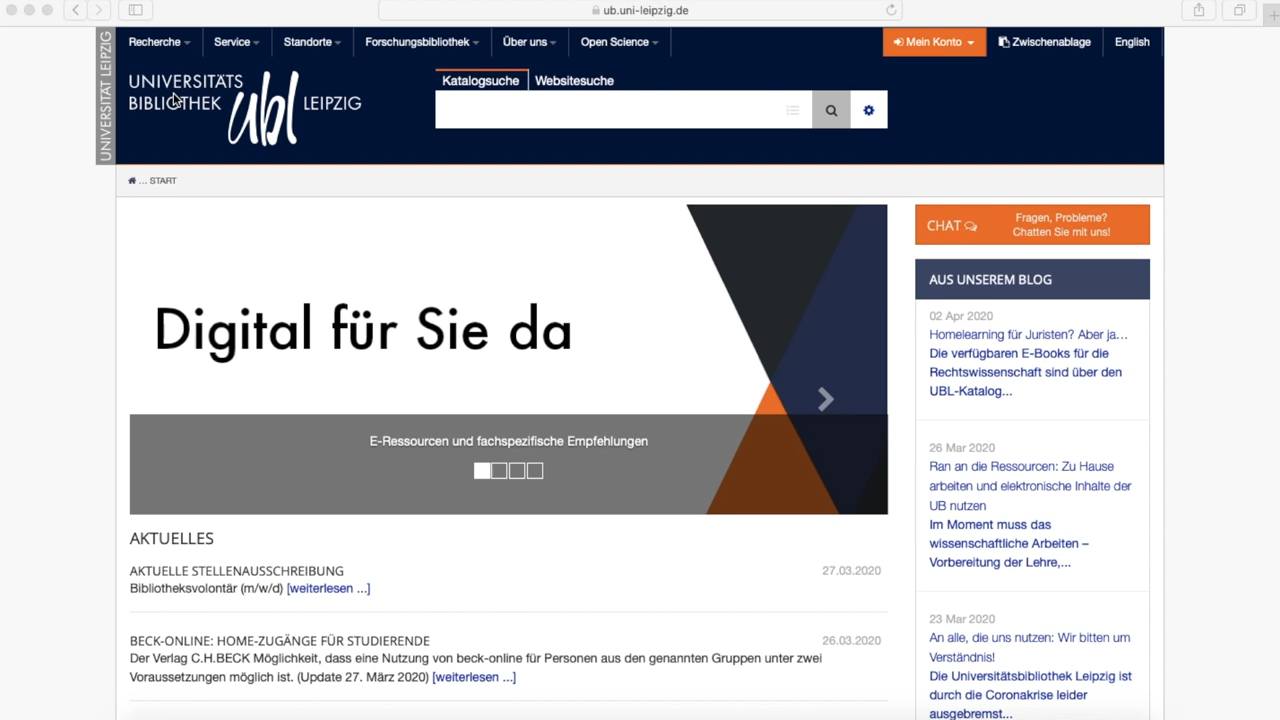 ub.uni-leipzig.de
UNIVERSITÄT LEIPZIG
Recherche
Service
Standorte
Forschungsbibliothek
Über uns
Open Science
Mein Konto
Zwischenablage
English
UNIVERSITÄTS
BIBLIOTHEK
ubl
LEIPZIG
Katalogsuche
Websitesuche
... START
Digital für Sie da
E-Ressourcen und fachspezifische Empfehlungen
AKTUELLES
AKTUELLE STELLENAUSSCHREIBUNG
27.03.2020
Bibliotheksvolontär (m/w/d) [weiterlesen ...]
BECK-ONLINE: HOME-ZUGÄNGE FÜR STUDIERENDE
26.03.2020
Der Verlag C.H.BECK Möglichkeit, dass eine Nutzung von beck-online für Personen aus den genannten Gruppen unter zwei
Voraussetzungen möglich ist. (Update 27. März 2020) [weiterlesen ...]
CHAT
Fragen, Probleme?
Chatten Sie mit uns!
AUS UNSEREM BLOG
02 Apr 2020
Homelearning für Juristen? Aber ja...
Die verfügbaren E-Books für die
Rechtswissenschaft sind über den
UBL-Katalog...
26 Mar 2020
Ran an die Ressourcen: Zu Hause
arbeiten und elektronische Inhalte der
UB nutzen
Im Moment muss das
wissenschaftliche Arbeiten –
Vorbereitung der Lehre,...
23 Mar 2020
An alle, die uns nutzen: Wir bitten um
Verständnis!
Die Universitätsbibliothek Leipzig ist
durch die Coronakrise leider
ausgebremst...